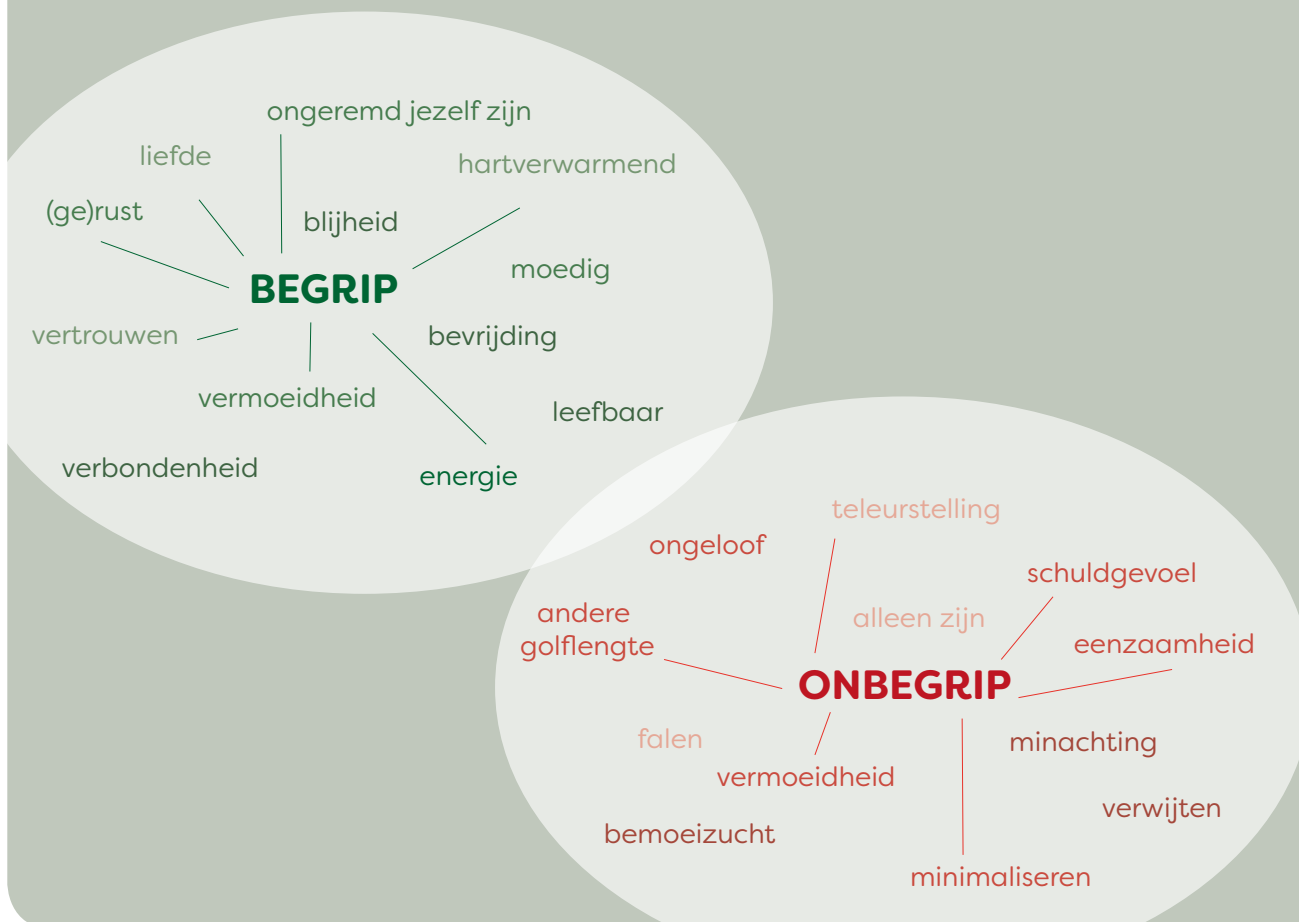 ongeremd jezelf zijn
liefde
hartverwarmend
(ge)rust
blijheid
moedig
BEGRIP
vertrouwen
bevrijding
vermoeidheid
leefbaar
verbondenheid
energie
teleurstelling
ongeloof
schuldgevoel
andere
golflengte
alleen zijn
eenzaamheid
ONBEGRIP
falen
minachting
vermoeidheid
verwijten
bemoeizucht
minimaliseren